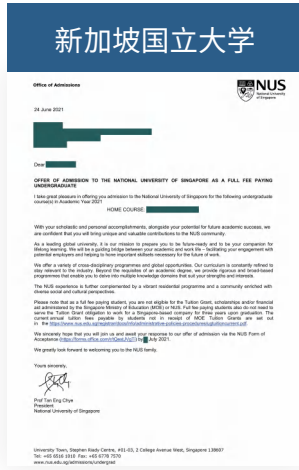 新加坡国立大学
Office of Admissions
NUS
National University
of Singapore
24 June 2021
Dear
OFFER OF ADMISSION TO THE NATIONAL UNIVERSITY OF SINGAPORE AS A FULL FEE PAYING
UNDERGRADUATE
I take great pleasure in offering you admission to the National University of Singapore for the following undergraduate
course(s) in Academic Year 2021
HOME COURSE:
With your scholastic and personal accomplishments, alongside your potential for future academic success, we
are confident that you will bring unique and valuable contributions to the NUS community.
As a leading global university, it is our mission to prepare you to be future-ready and to be your companion for
lifelong learning. We will be a guiding bridge between your academic and work life – facilitating your engagement with
potential employers and helping to hone important skillsets necessary for the future of work.
We offer a variety of cross-disciplinary programmes and global opportunities. Our curriculum is constantly refined to
stay relevant to the industry. Beyond the requisites of an academic degree, we provide rigorous and broad-based
programmes that enable you to delve into multiple knowledge domains that suit your strengths and interests.
The NUS experience is further complemented by a vibrant residential programme and a community enriched with
diverse social and cultural perspectives.
Please note that as a full fee paying student, you are not eligible for the Tuition Grant, scholarships and/or financial
aid administered by the Singapore Ministry of Education (MOE) or NUS. Full fee paying students also do not need to
serve the Tuition Grant obligation to work for a Singapore-based company for three years upon graduation. The
current annual tuition fees payable by students not in receipt of MOE Tuition Grants are set out
in the
We sincerely hope that you will join us and await your response to our offer of admission via the NUS Form of
Acceptance by July 2021.
We greatly look forward to welcoming you to the NUS family.
Yours sincerely,
Prof Tan Eng Chye
President
National University of Singapore
University Town, Stephen Riady Centre, #01-03, 2 College Avenue West, Singapore 138607
Tel: +65 6516 1010 Fax: +65 6778 7570
www.nus.edu.sg/admissions/undergrad